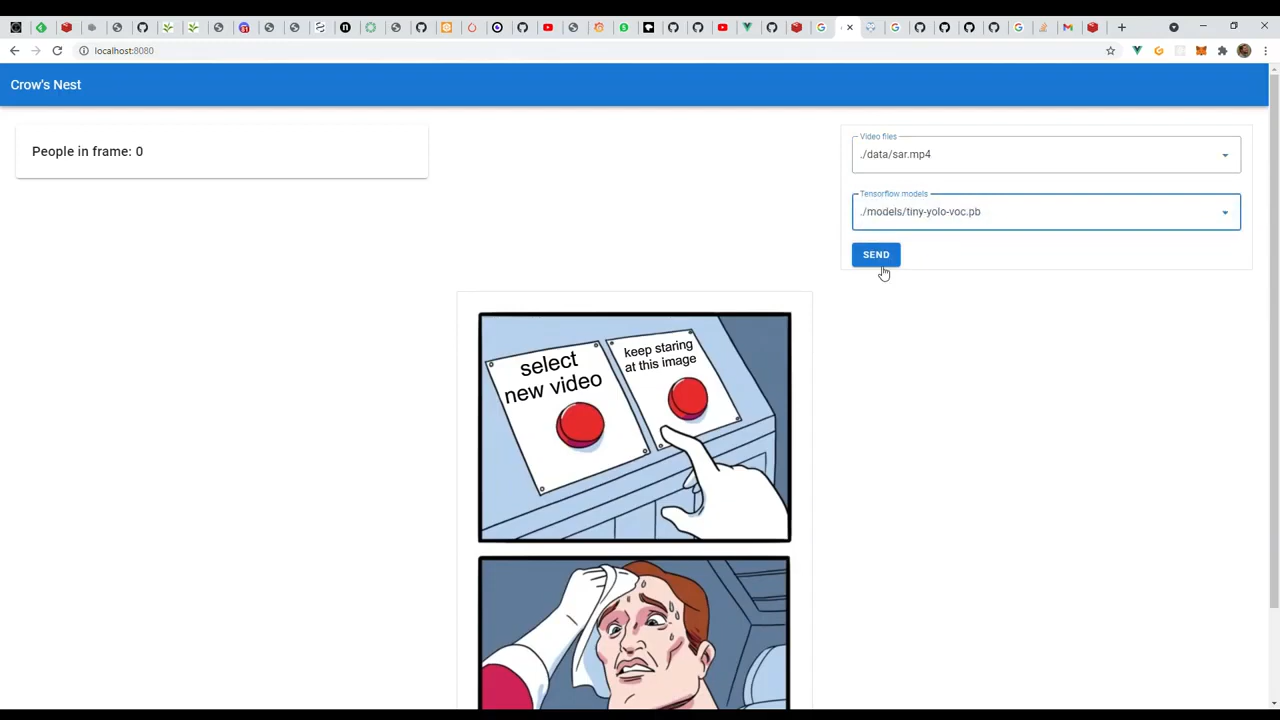 localhost:8080
Crow's Nest
People in frame: 0
Video files
./data/sar.mp4
Tensorflow models
./models/tiny-yolo-voc.pb
SEND
select
new video
keep staring
at this image